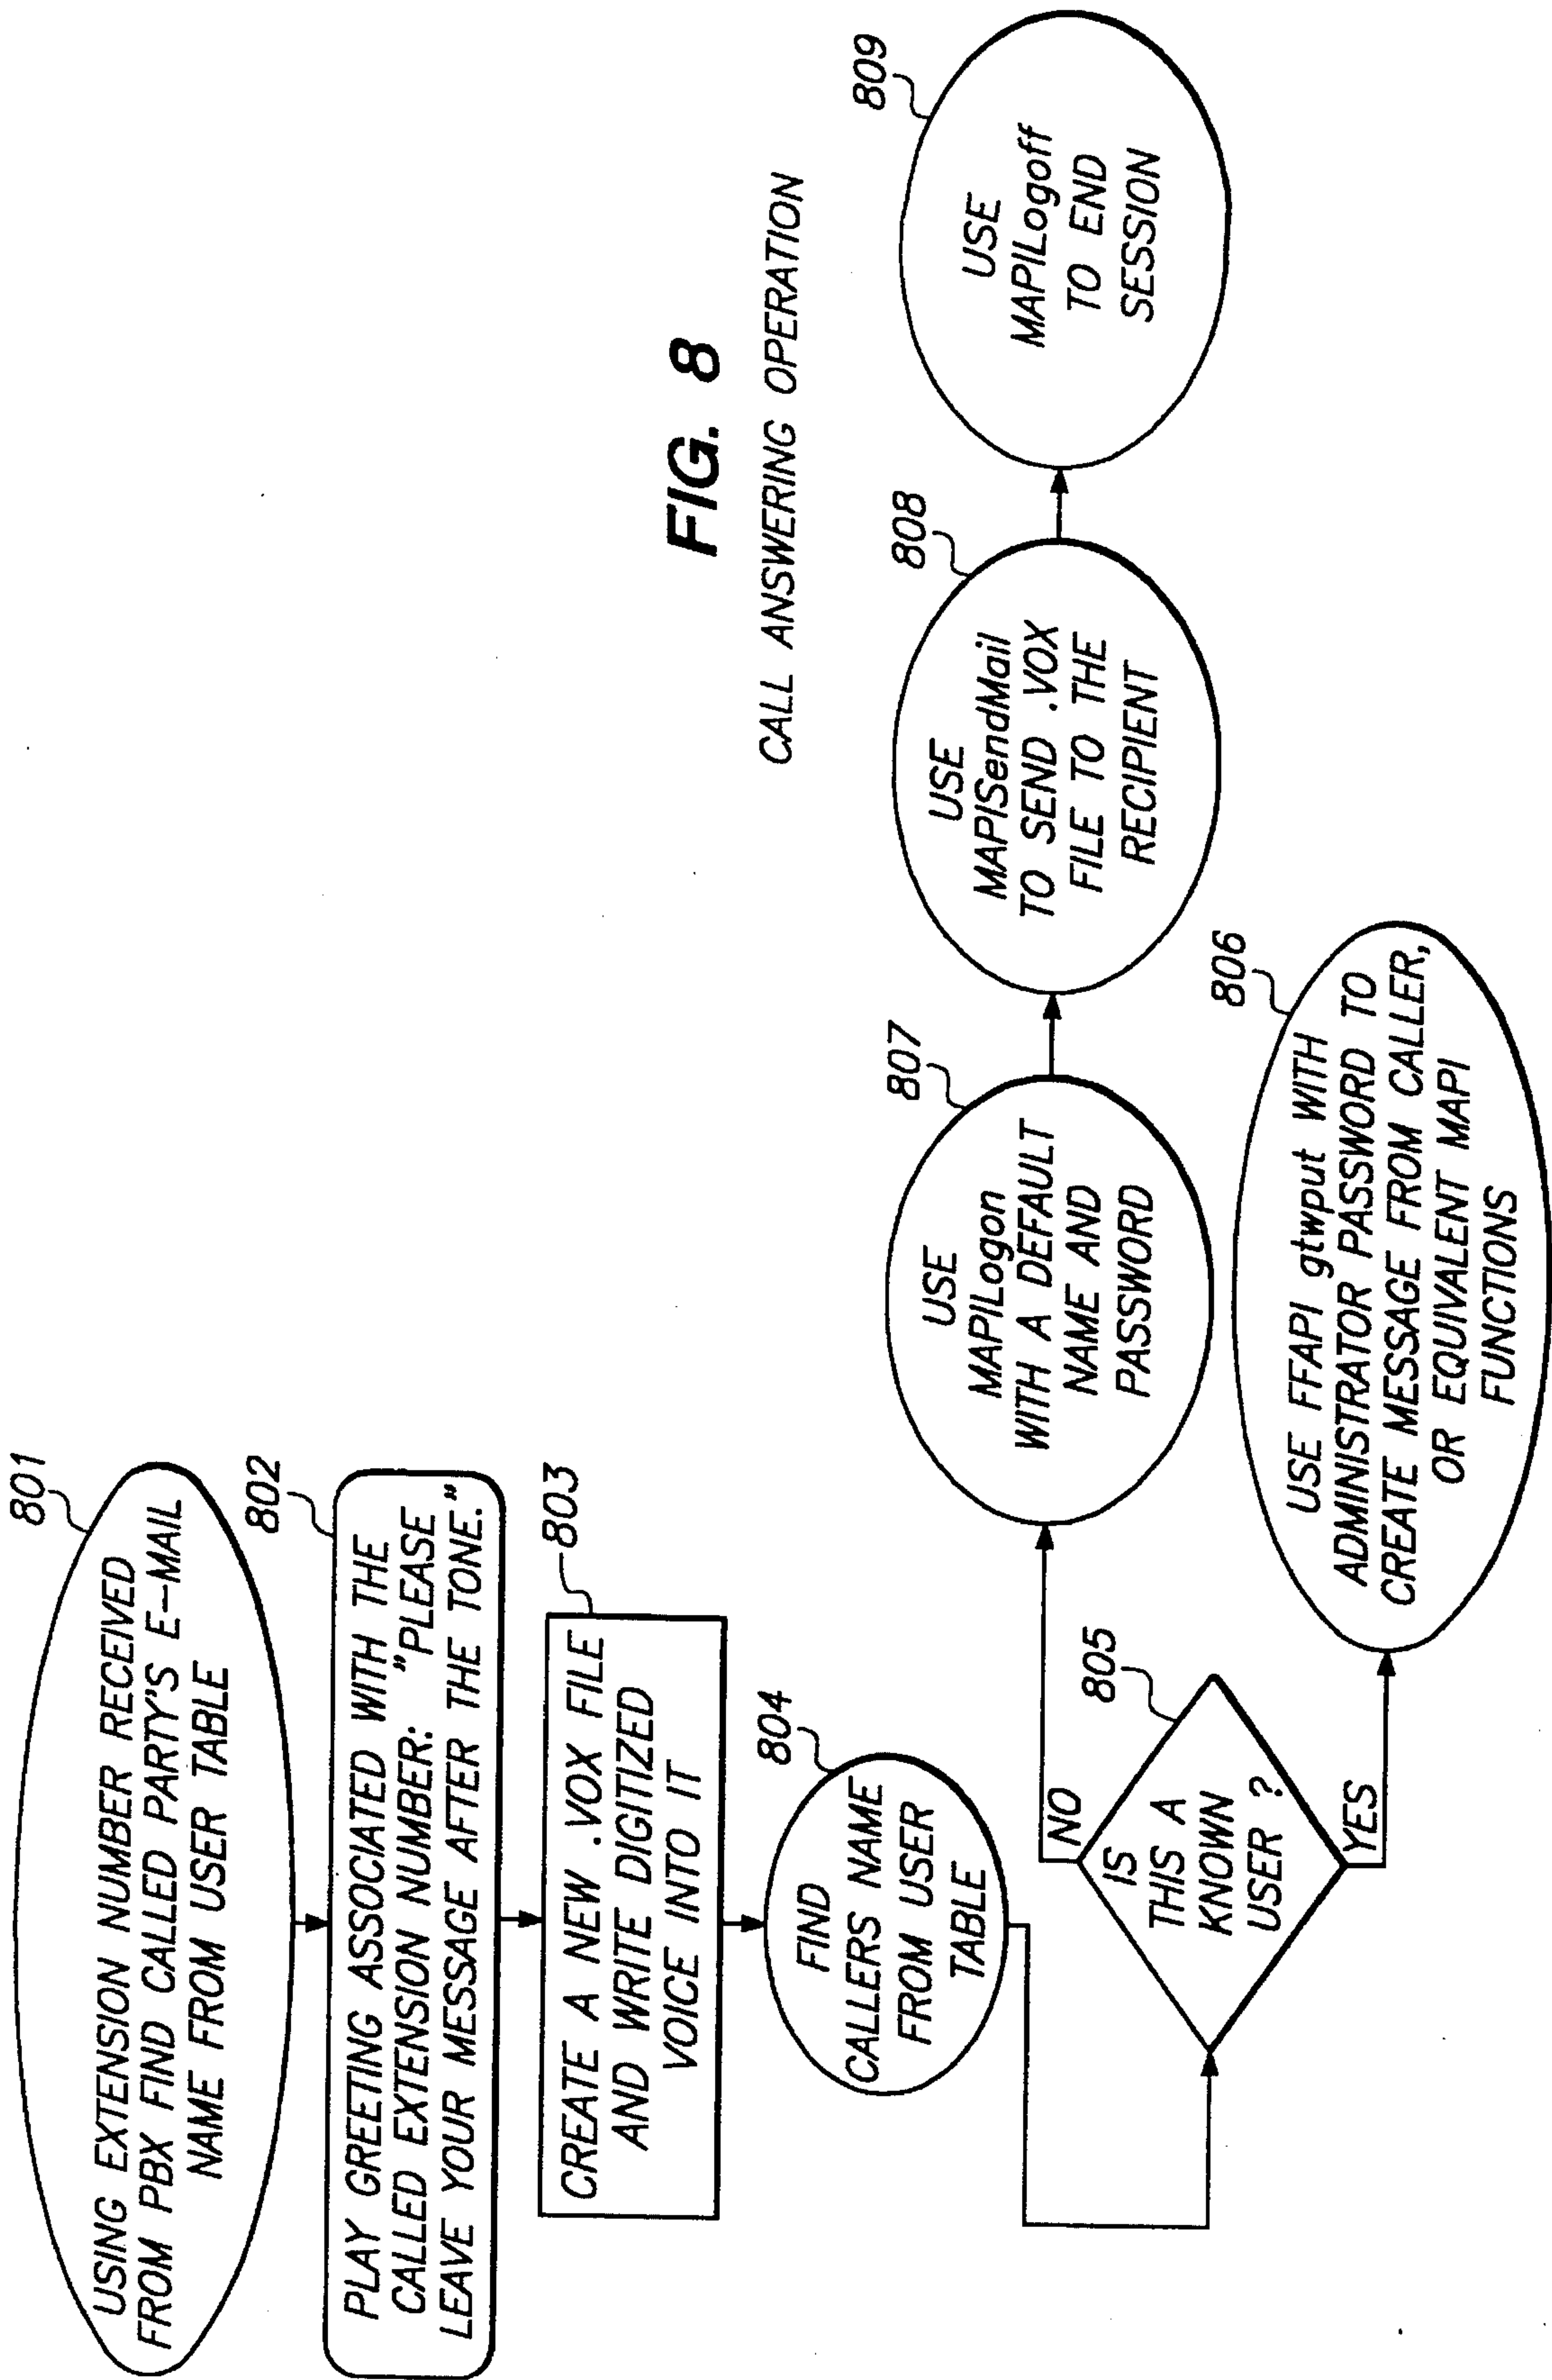 801
USING EXTENSION NUMBER RECEIVED
FROM PBX FIND CALLED PARTY'S E-MAIL
NAME FROM USER TABLE
802
PLAY GREETING ASSOCIATED WITH THE
CALLED EXTENSION NUMBER: "PLEASE
LEAVE YOUR MESSAGE AFTER THE TONE."
803
CREATE A NEW .VOX FILE
AND WRITE DIGITIZED
VOICE INTO IT
804
FIND
CALLERS NAME
FROM USER
TABLE
805
IS
THIS A
KNOWN
USER ?
NO
YES
807
USE
MAPILogon
WITH A DEFAULT
NAME AND
PASSWORD
806
USE FFAPI gtwput WITH
ADMINISTRATOR PASSWORD TO
CREATE MESSAGE FROM CALLER,
OR EQUIVALENT MAPI
FUNCTIONS
808
USE
MAPISendMail
TO SEND .VOX
FILE TO THE
RECIPIENT
809
USE
MAPILogoff
TO END
SESSION
FIG. 8
CALL ANSWERING OPERATION